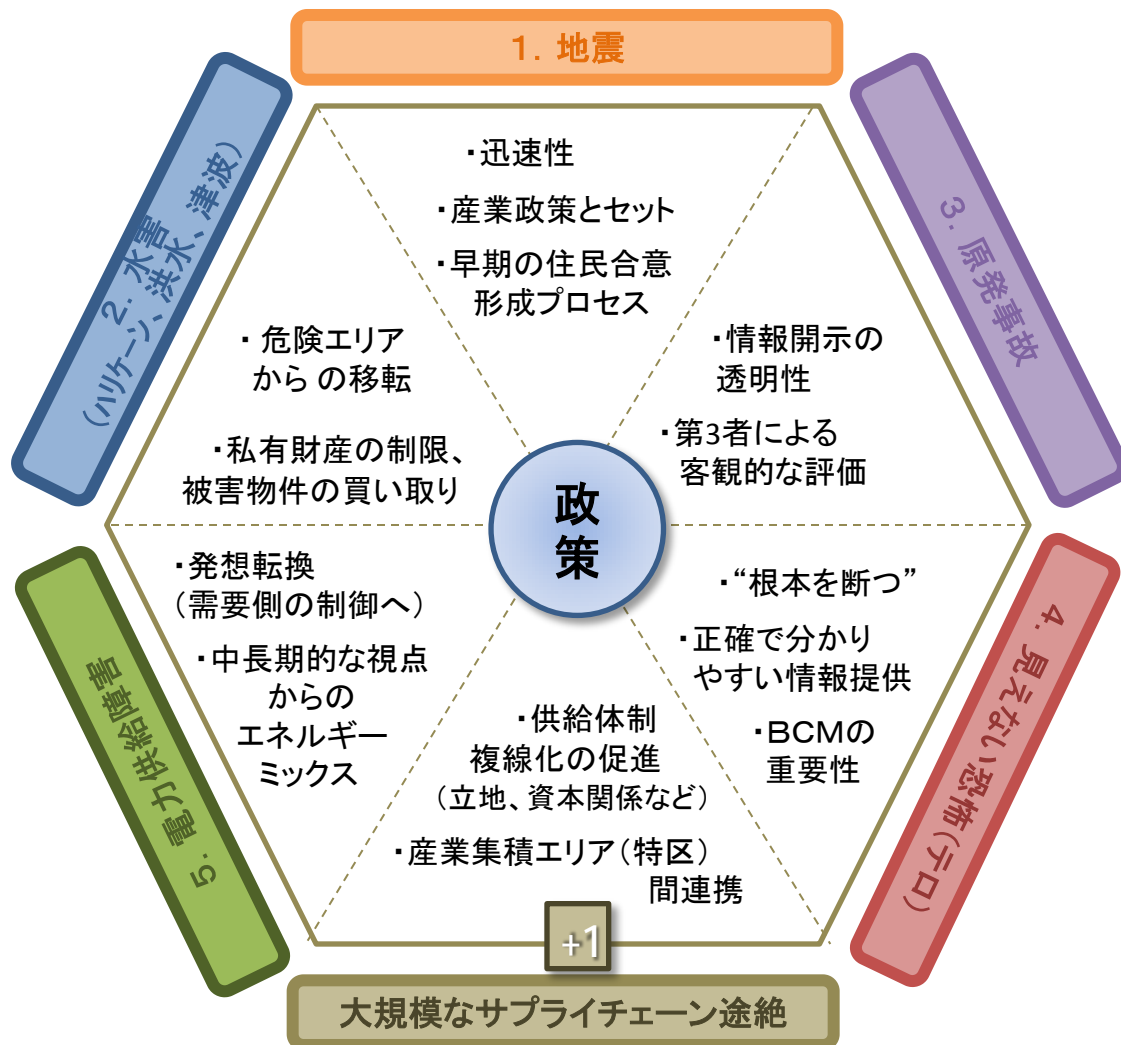 1. 地震
・迅速性
・産業政策とセット
・早期の住民合意
形成プロセス
2. 水害
(ハリケーン、洪水、津波)
・ 危険エリア
から の移転
・私有財産の制限、
被害物件の買い取り
3. 原発事故
・情報開示の
透明性
・第3者による
客観的な評価
政
策
4. 見えない恐怖(テロ)
・“根本を断つ”
・正確で分かり
やすい情報提供
・BCMの
重要性
5. 電力供給障害
・発想転換
(需要側の制御へ)
・中長期的な視点
からの
エネルギー
ミックス
・供給体制
複線化の促進
(立地、資本関係など)
・産業集積エリア(特区)
間連携
+1
大規模なサプライチェーン途絶